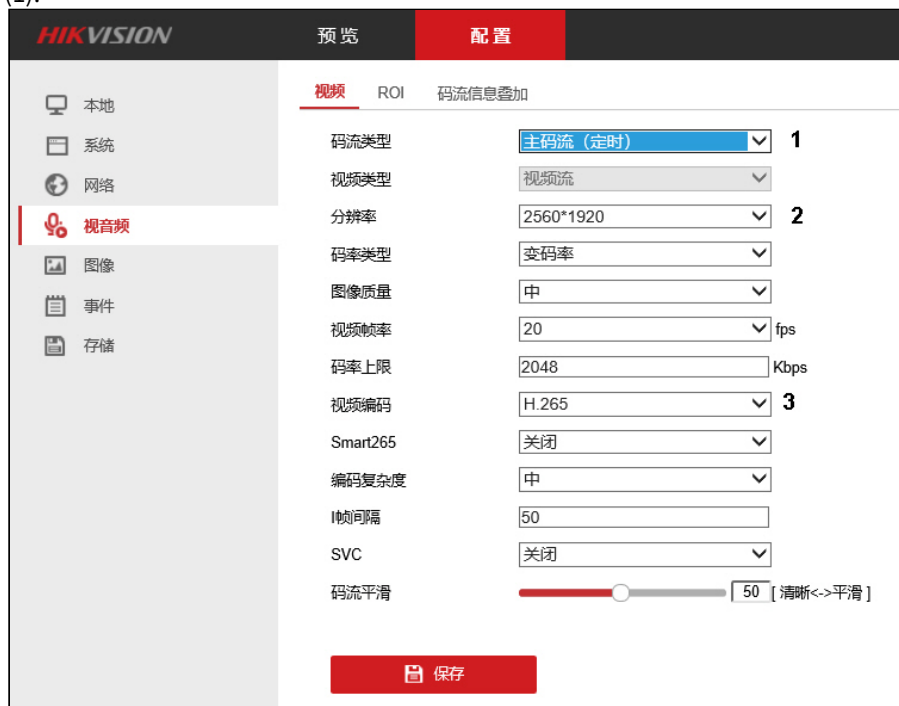 (1).
HIKVISION 预览 配置
视频 ROI 码流信息叠加
本地
系统
网络
视音频
图像
事件
存储
码流类型 主码流（定时） 1
视频类型 视频流
分辨率 2560*1920 2
码率类型 变码率
图像质量 中
视频帧率 20 fps
码率上限 2048 Kbps
视频编码 H.265 3
Smart265 关闭
编码复杂度 中
I帧间隔 50
SVC 关闭
码流平滑 50 [ 清晰<->平滑 ]
保存